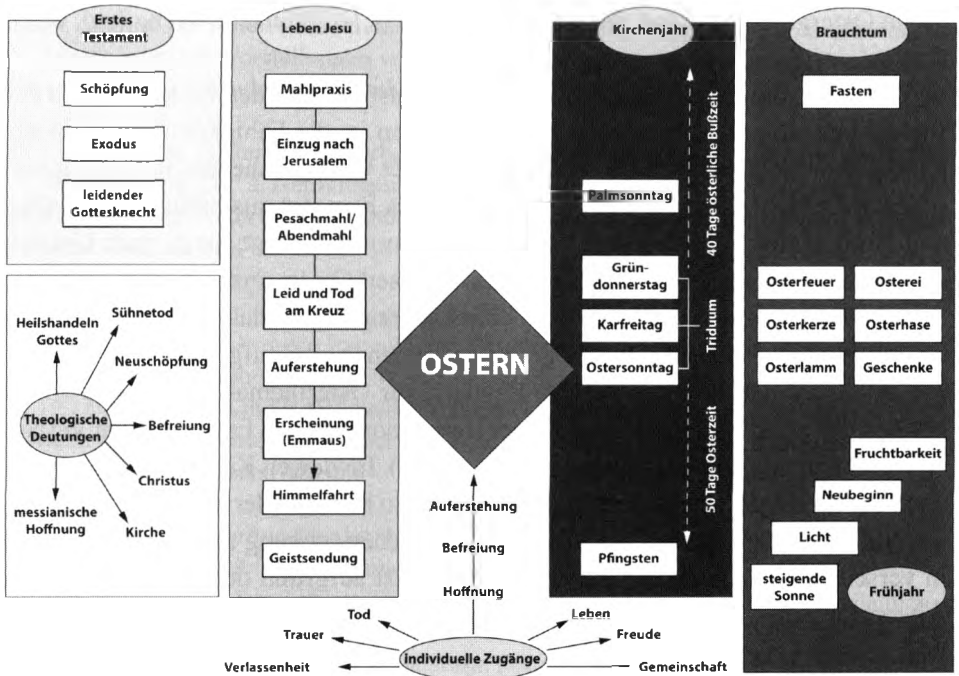 Erstes
Testament
Schöpfung
Exodus
leidender
Gottesknecht
Heilshandeln
Gottes
Sühnetod
Neuschöpfung
Theologische
Deutungen
Befreiung
Christus
messianische
Hoffnung
Kirche
Leben Jesu
Mahlpraxis
Einzug nach
Jerusalem
Pesachmahl/
Abendmahl
Leid und Tod
am Kreuz
Auferstehung
Erscheinung
(Emmaus)
Himmelfahrt
Geistsendung
OSTERN
Auferstehung
Befreiung
Hoffnung
Tod
Leben
Trauer
Freude
individuelle Zugänge
Verlassenheit
Gemeinschaft
Kirchenjahr
40 Tage österliche Bußzeit
Palmsonntag
Grün-
donnerstag
Karfreitag
Triduum
Ostersonntag
50 Tage Osterzeit
Pfingsten
Brauchtum
Fasten
Osterfeuer
Osterei
Osterkerze
Osterhase
Osterlamm
Geschenke
Fruchtbarkeit
Neubeginn
Licht
steigende
Sonne
Frühjahr